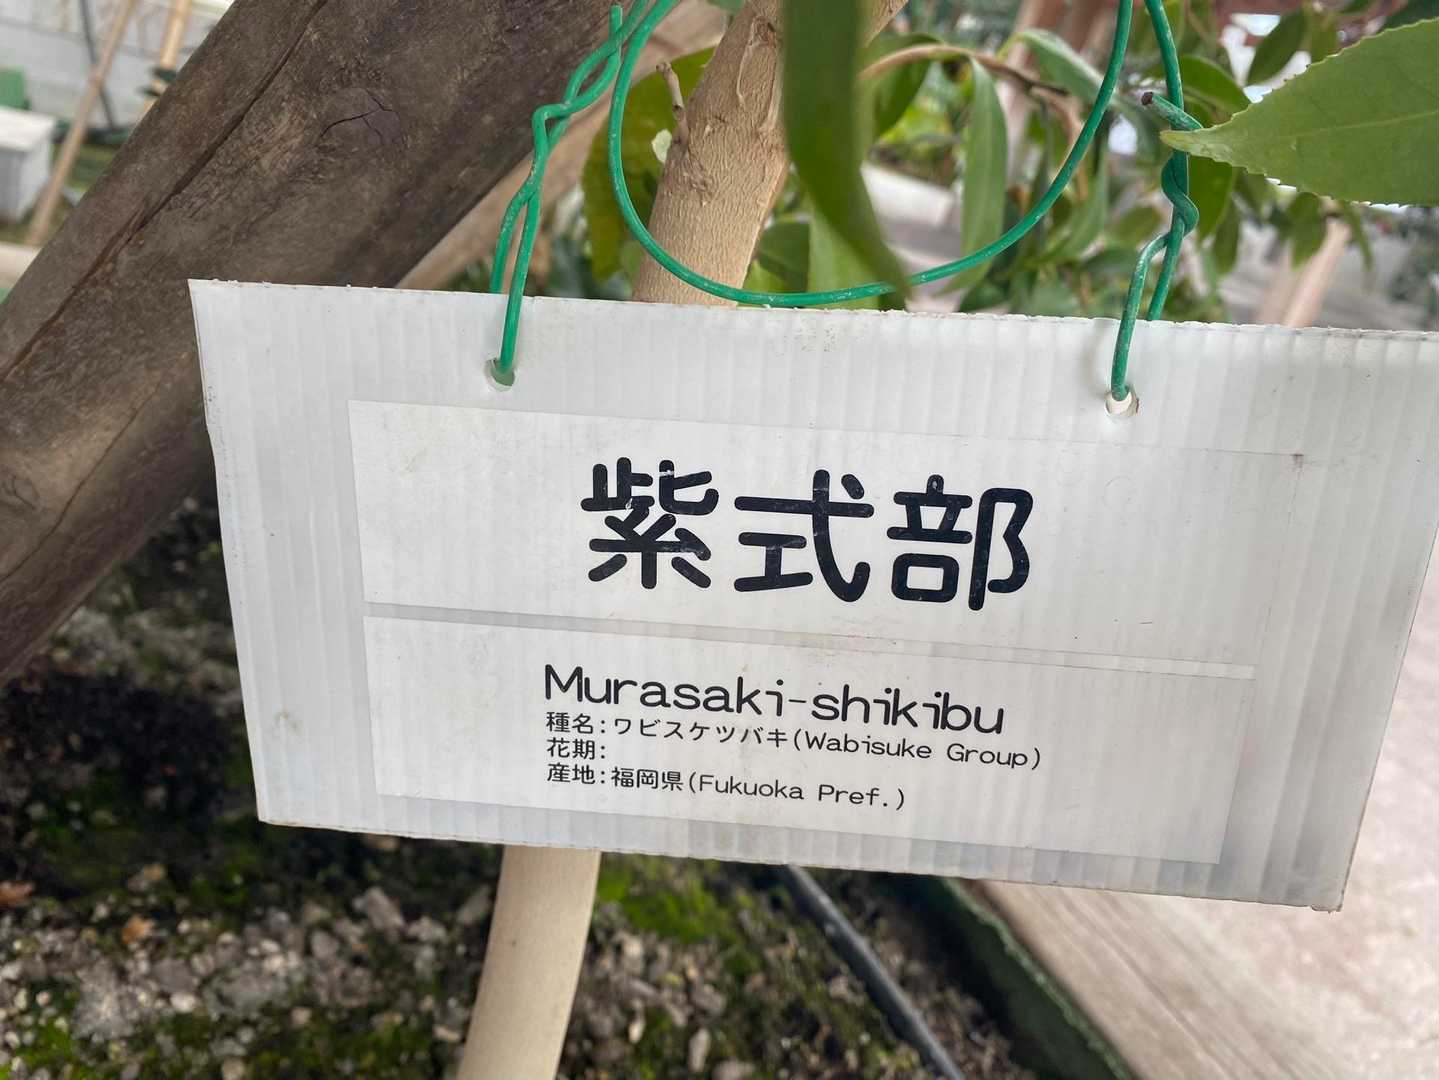 紫式部
Murasaki-shikibu
種名:ワビスケツバキ(Wabisuke Group)
花期:
産地:福岡県(Fukuoka Pref.)